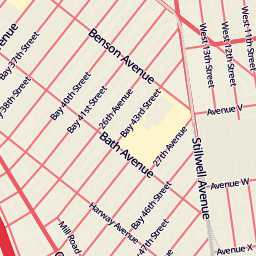 West 12th Street
West 13th Street
West 11th Street
Avenue
Benson Avenue
Bay 37th Street
38th Street
Bay 40th Street
Bay 41st Street
26th Avenue
Bay 43rd Street
Avenue V
Bath Avenue
27th Avenue
Stillwell Avenue
Avenue W
Bay 46th Street
Harway Avenue
Mill Road
47th Street
Avenue X